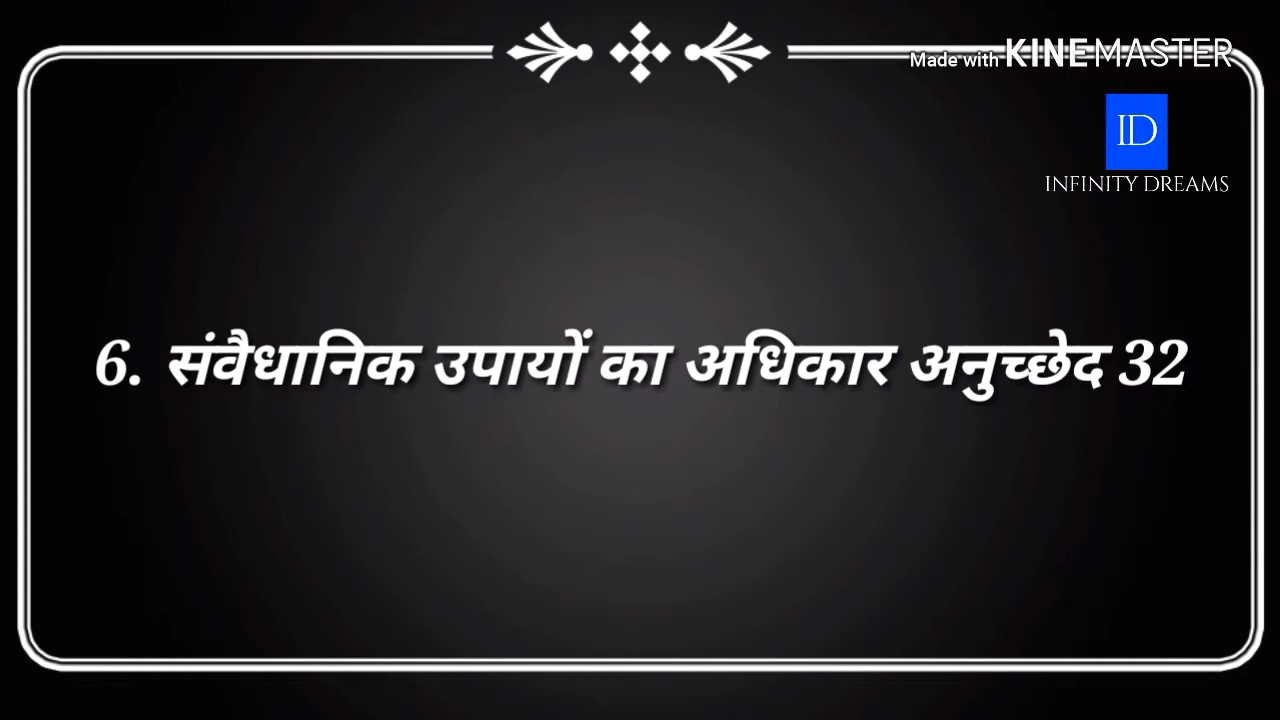 Made with KINEMASTER
ID
INFINITY DREAMS
6. संवैधानिक उपायों का अधिकार अनुच्छेद 32